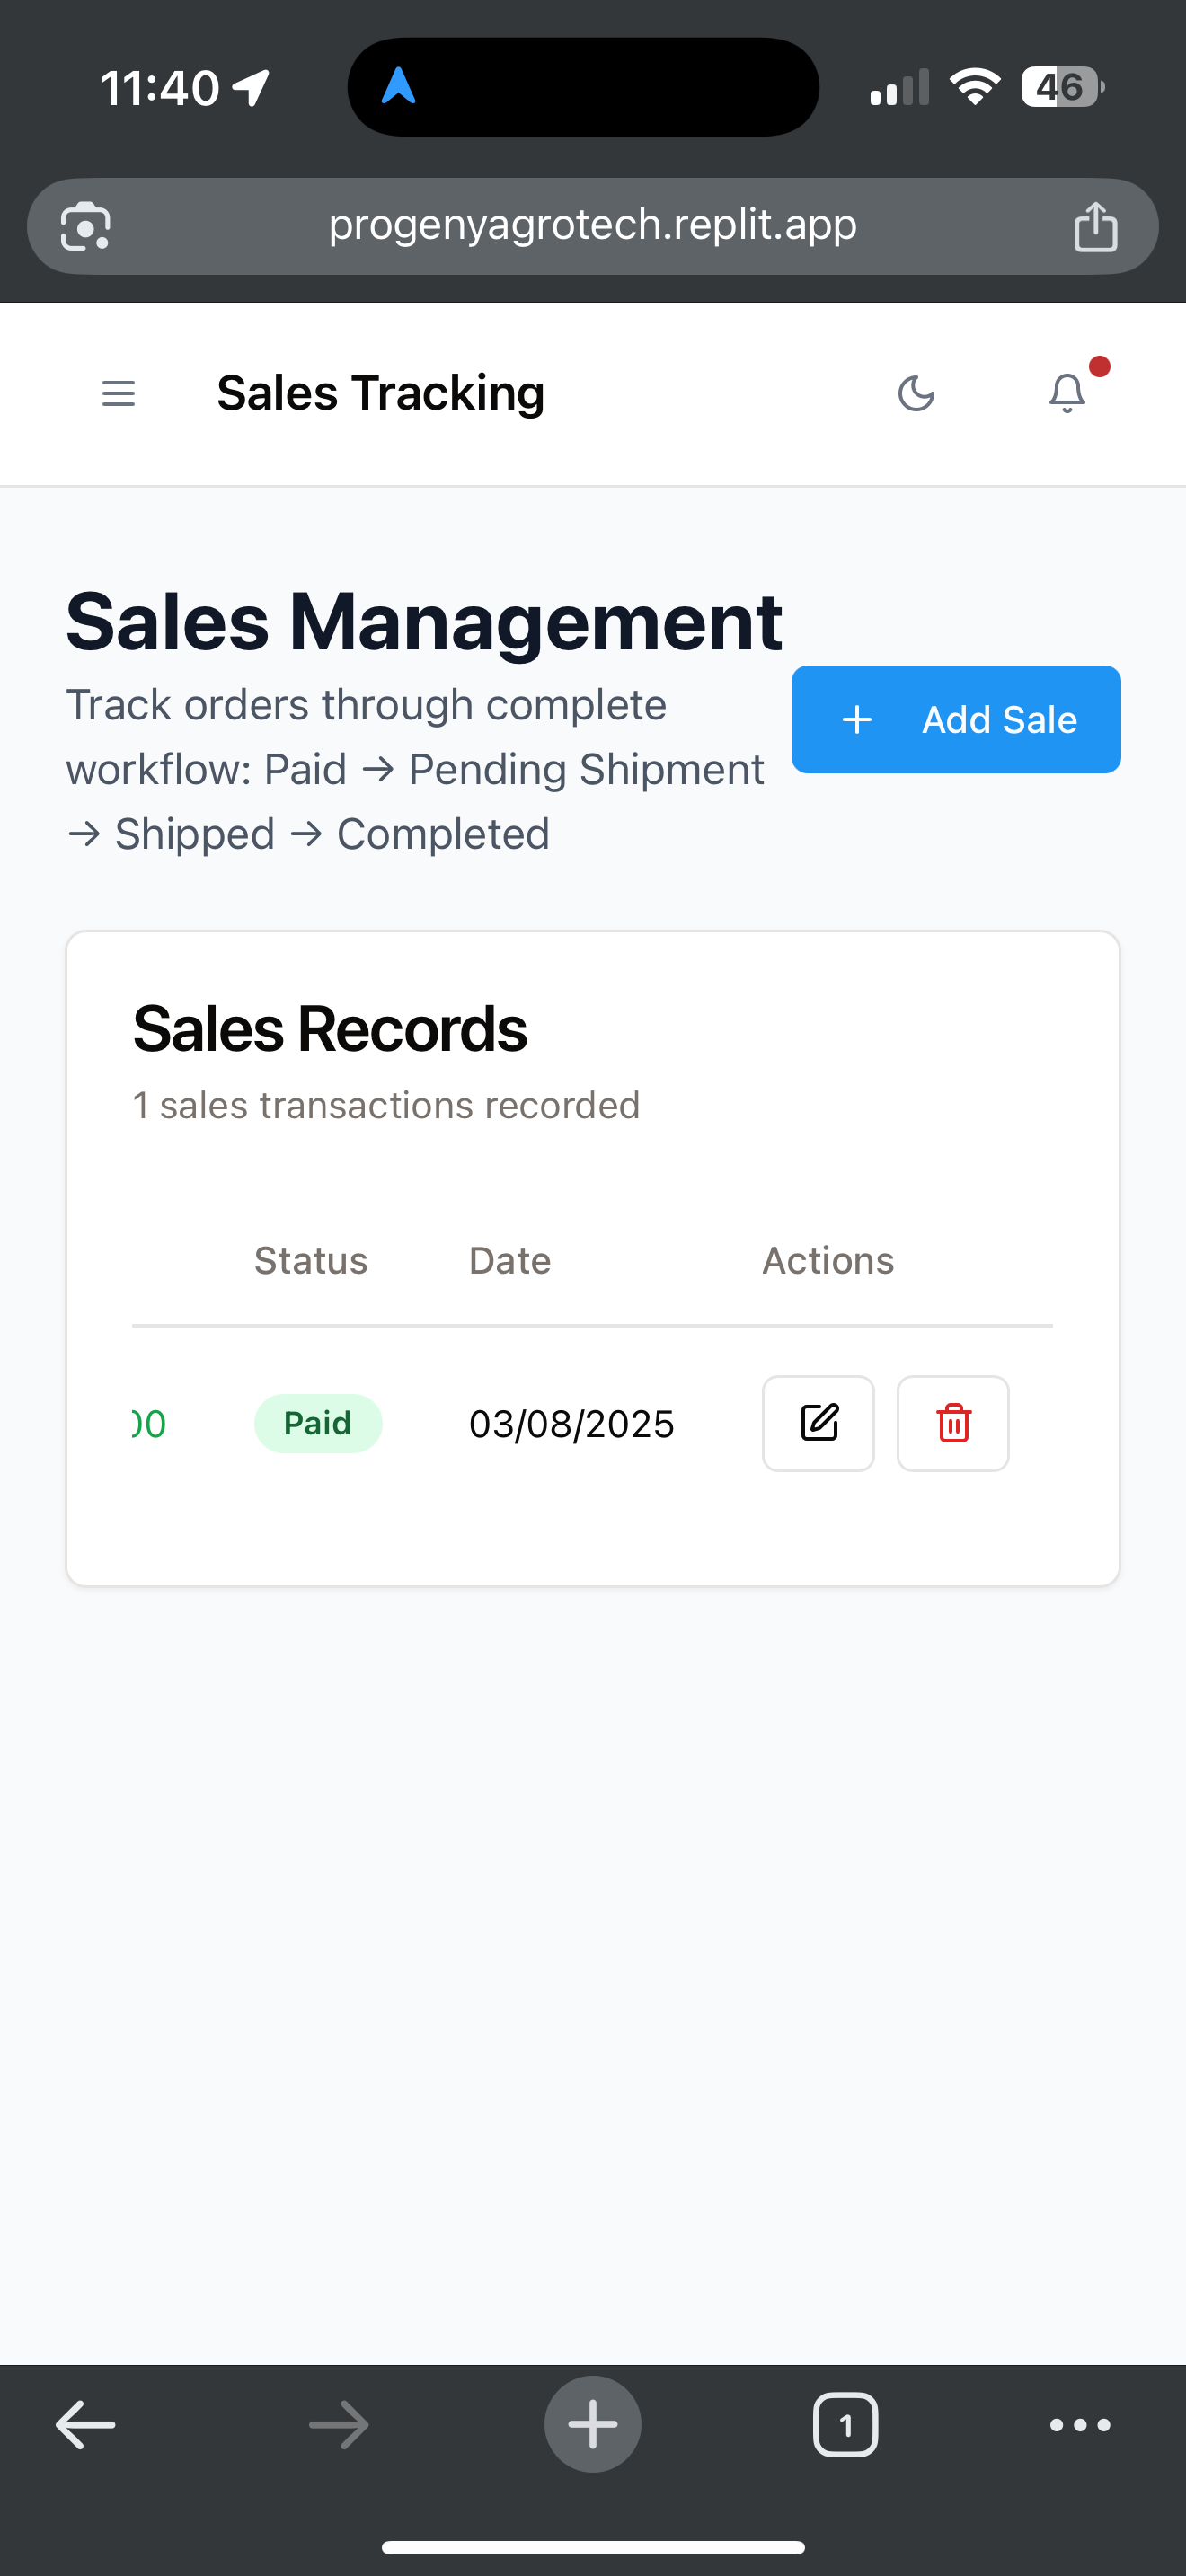 11:40
46
progenyagrotech.replit.app
Sales Tracking
Sales Management
Track orders through complete
workflow: Paid → Pending Shipment
→ Shipped → Completed
+ Add Sale
Sales Records
1 sales transactions recorded
Status Date Actions
00 Paid 03/08/2025
1